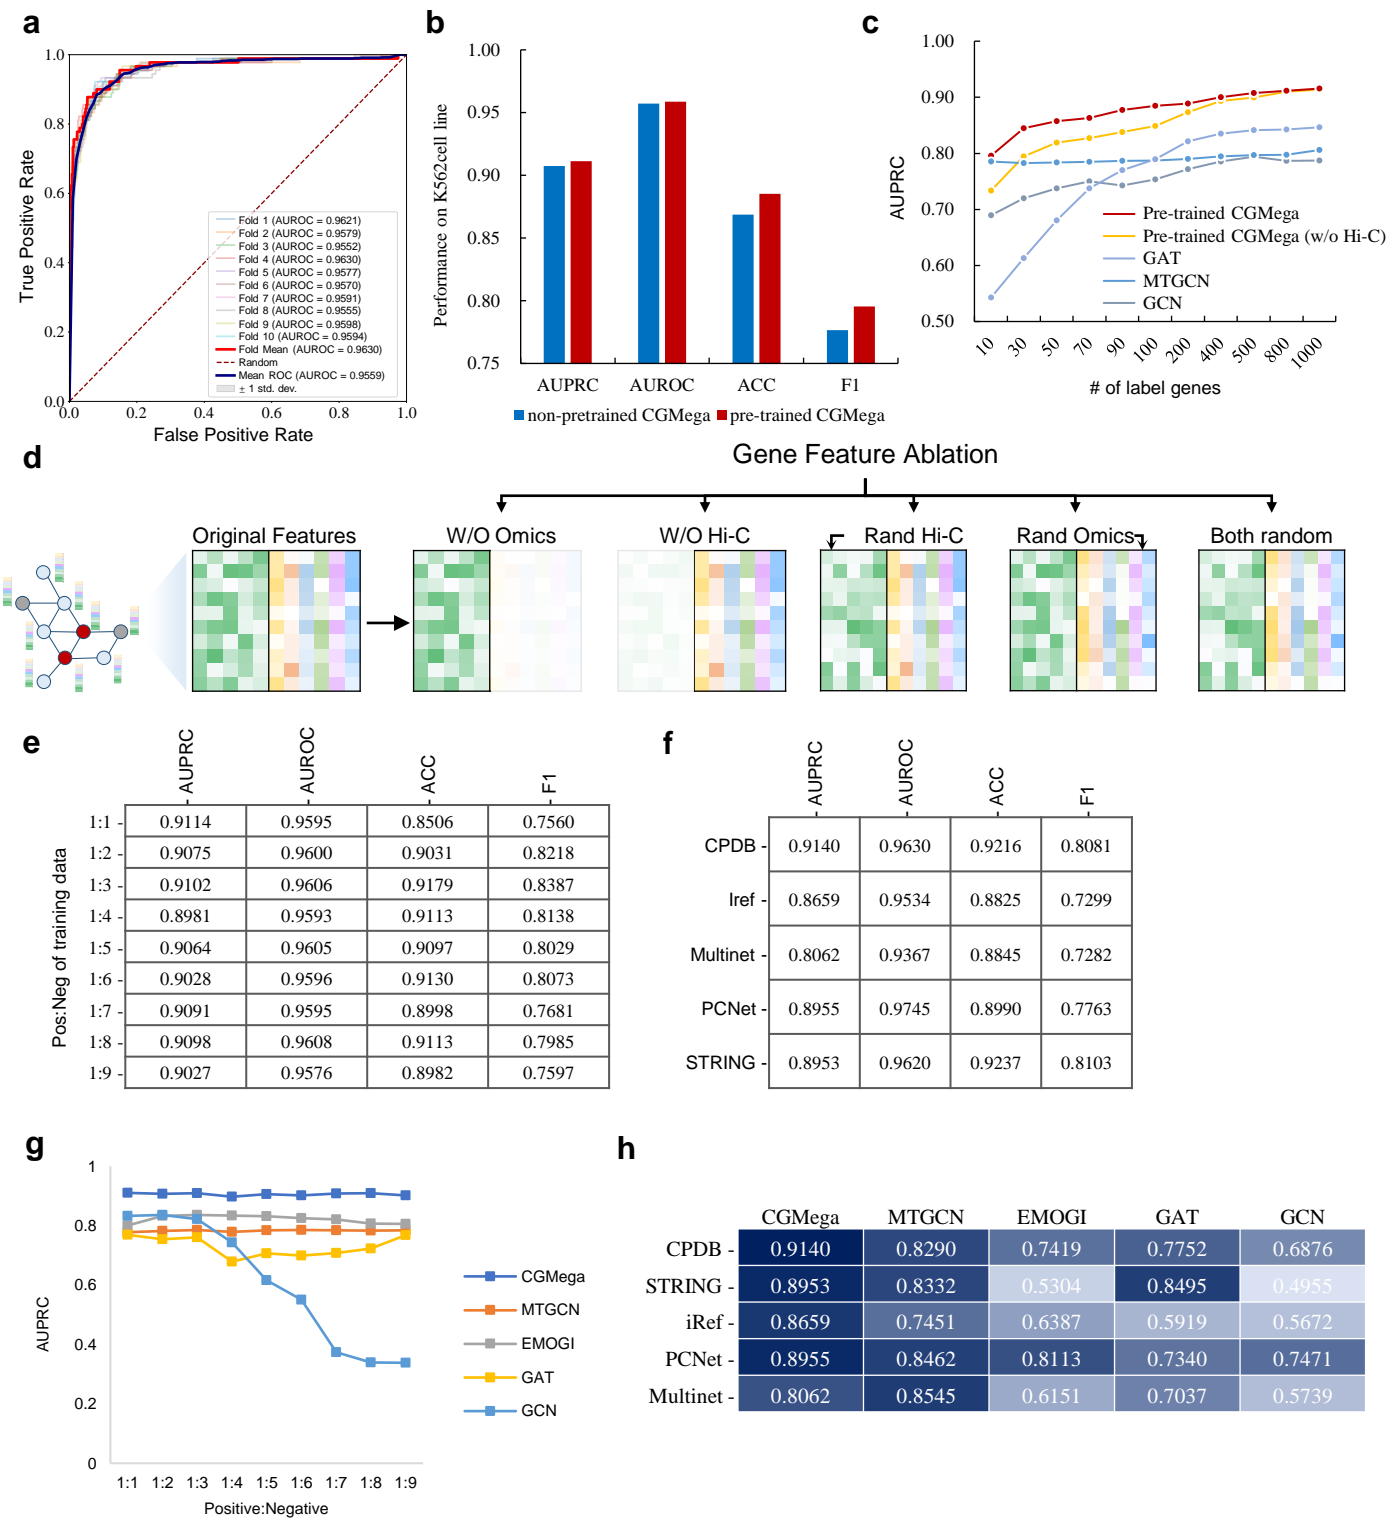 a
1.0
0.8
0.6
0.4
0.2
0.0
0.0 0.2 0.4 0.6 0.8 1.0
True Positive Rate
False Positive Rate
Fold 1 (AUROC = 0.9621)
Fold 2 (AUROC = 0.9579)
Fold 3 (AUROC = 0.9552)
Fold 4 (AUROC = 0.9630)
Fold 5 (AUROC = 0.9577)
Fold 6 (AUROC = 0.9570)
Fold 7 (AUROC = 0.9591)
Fold 8 (AUROC = 0.9555)
Fold 9 (AUROC = 0.9598)
Fold 10 (AUROC = 0.9594)
Fold Mean (AUROC = 0.9630)
Random
Mean ROC (AUROC = 0.9559)
± 1 std. dev.
b
Performance on K562cell line
1.00
0.95
0.90
0.85
0.80
0.75
AUPRC AUROC ACC F1
non-pretrained CGMega pre-trained CGMega
c
AUPRC
1.00
0.90
0.80
0.70
0.60
0.50
10 30 50 70 90 100 200 400 500 800 1000
# of label genes
Pre-trained CGMega
Pre-trained CGMega (w/o Hi-C)
GAT
MTGCN
GCN
d
Gene Feature Ablation
Original Features W/O Omics W/O Hi-C Rand Hi-C Rand Omics Both random
e
Pos:Neg of training data
AUPRC AUROC ACC F1
1:1 - 0.9114 0.9595 0.8506 0.7560
1:2 - 0.9075 0.9600 0.9031 0.8218
1:3 - 0.9102 0.9606 0.9179 0.8387
1:4 - 0.8981 0.9593 0.9113 0.8138
1:5 - 0.9064 0.9605 0.9097 0.8029
1:6 - 0.9028 0.9596 0.9130 0.8073
1:7 - 0.9091 0.9595 0.8998 0.7681
1:8 - 0.9098 0.9608 0.9113 0.7985
1:9 - 0.9027 0.9576 0.8982 0.7597
f
AUPRC AUROC ACC F1
CPDB - 0.9140 0.9630 0.9216 0.8081
Iref - 0.8659 0.9534 0.8825 0.7299
Multinet - 0.8062 0.9367 0.8845 0.7282
PCNet - 0.8955 0.9745 0.8990 0.7763
STRING - 0.8953 0.9620 0.9237 0.8103
g
AUPRC
1
0.8
0.6
0.4
0.2
0
1:1 1:2 1:3 1:4 1:5 1:6 1:7 1:8 1:9
Positive:Negative
CGMega
MTGCN
EMOGI
GAT
GCN
h
CGMega MTGCN EMOGI GAT GCN
CPDB - 0.9140 0.8290 0.7419 0.7752 0.6876
STRING - 0.8953 0.8332 0.5304 0.8495 0.4955
iRef - 0.8659 0.7451 0.6387 0.5919 0.5672
PCNet - 0.8955 0.8462 0.8113 0.7340 0.7471
Multinet - 0.8062 0.8545 0.6151 0.7037 0.5739